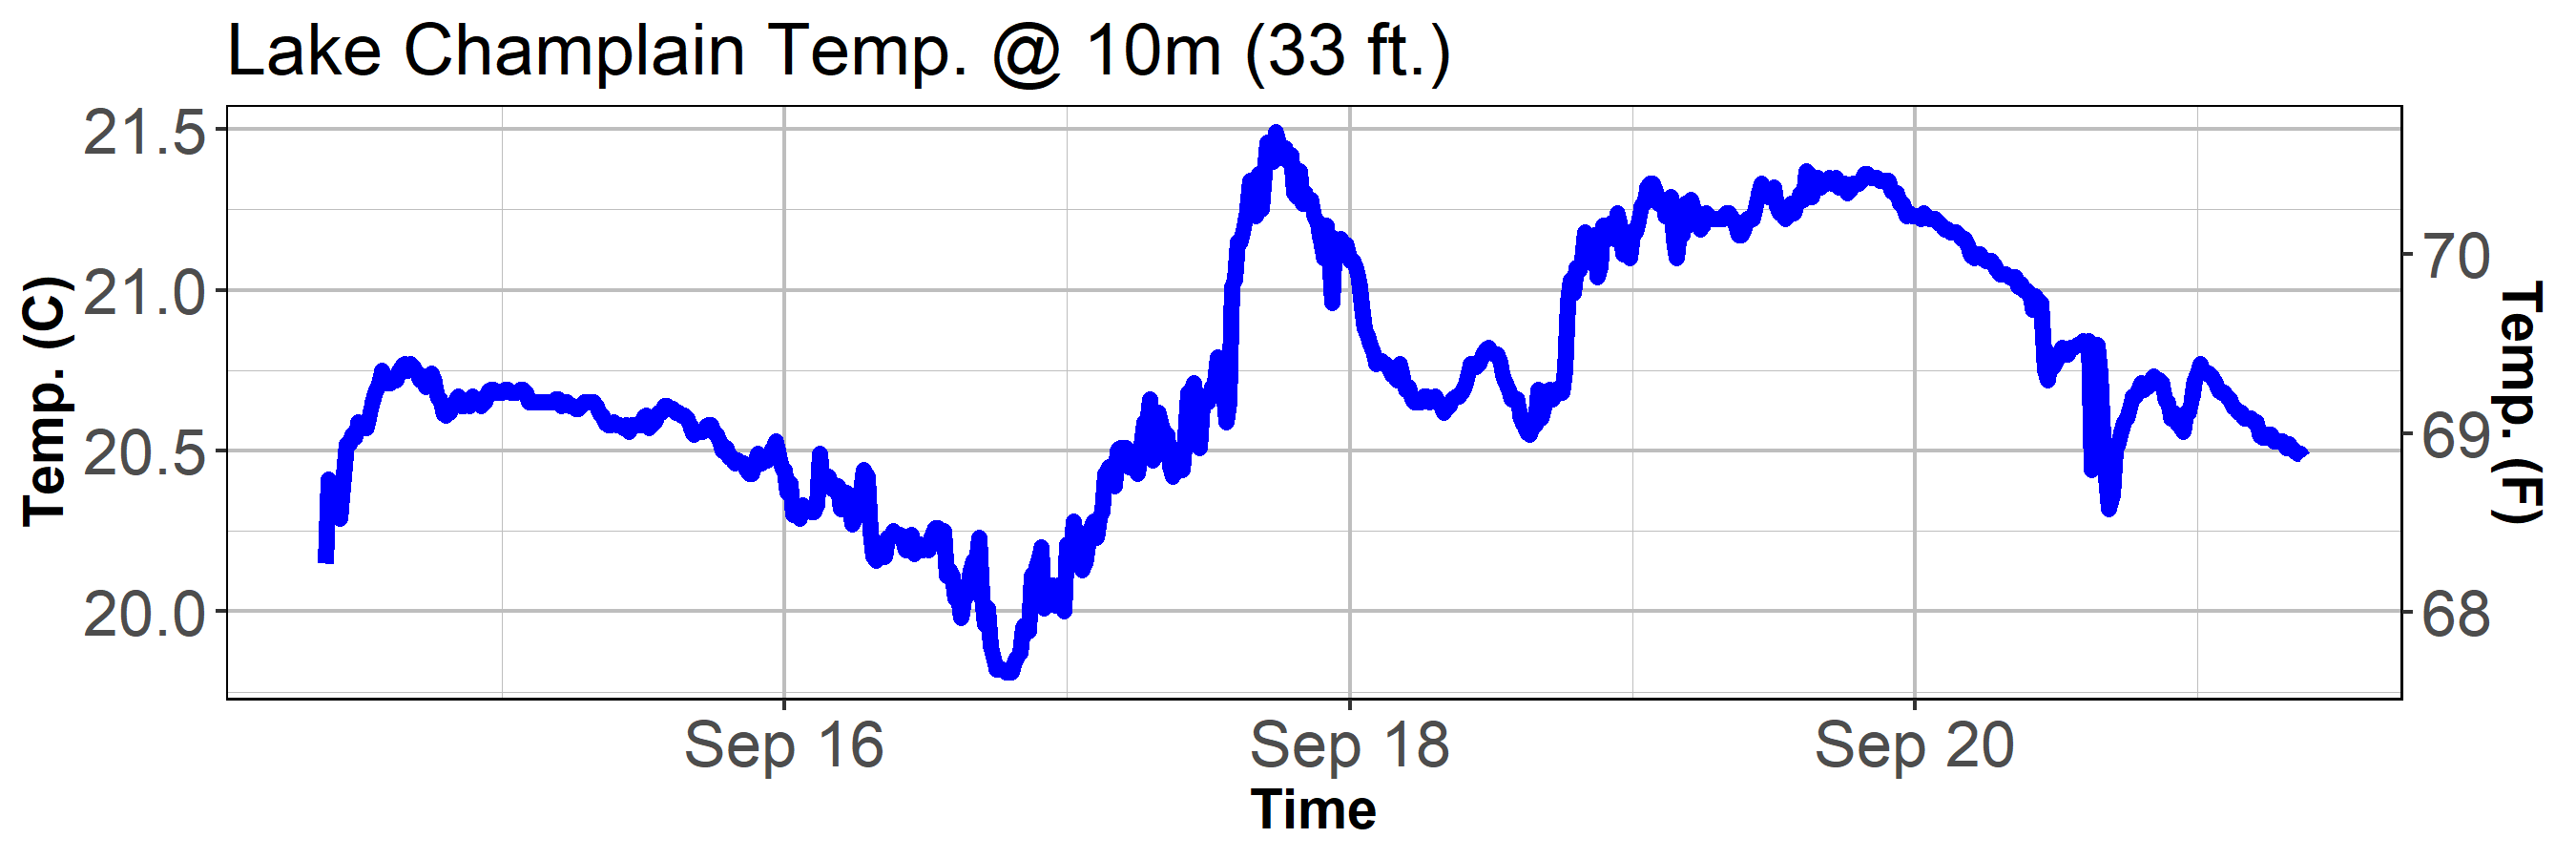 Lake Champlain Temp. @ 10m (33 ft.)
21.5
21.0
20.5
20.0
Temp. (C)
70
69
68
Temp. (F)
Sep 16
Sep 18
Sep 20
Time